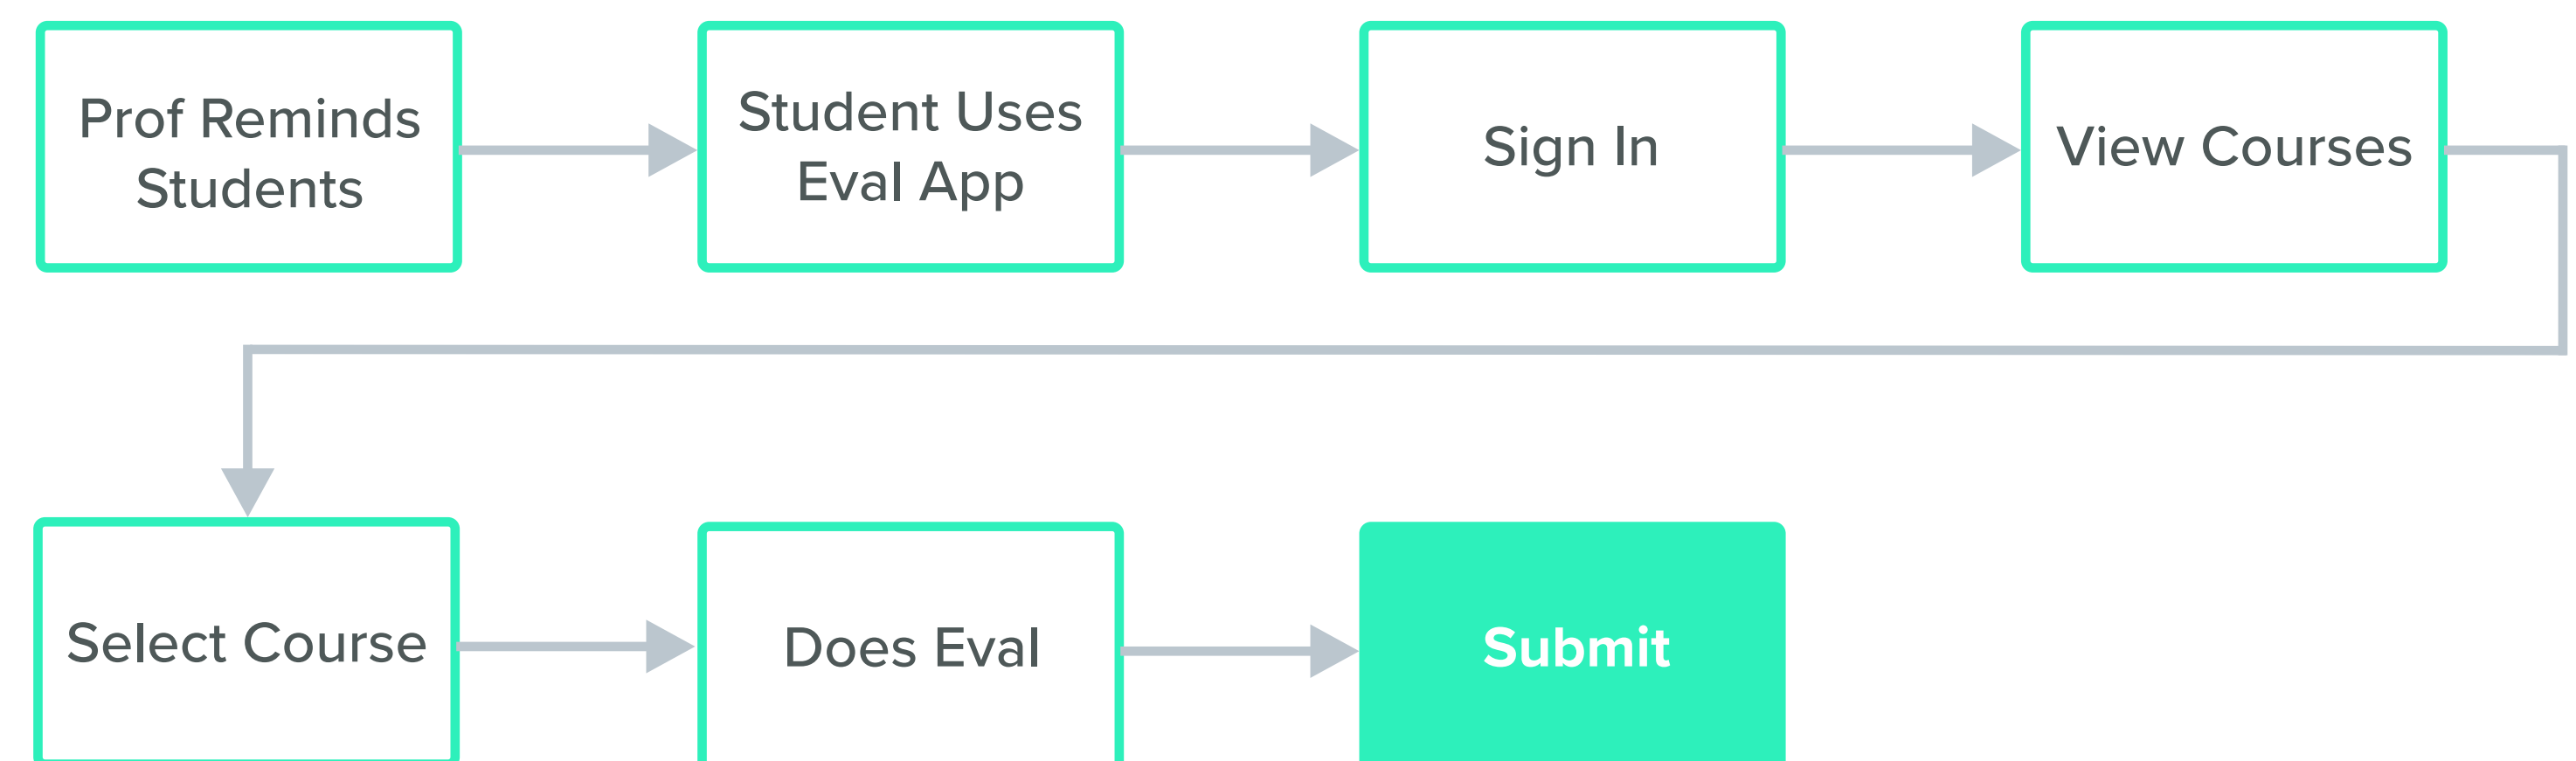 Prof Reminds
Students
Student Uses
Eval App
Sign In
View Courses
Select Course
Does Eval
Submit